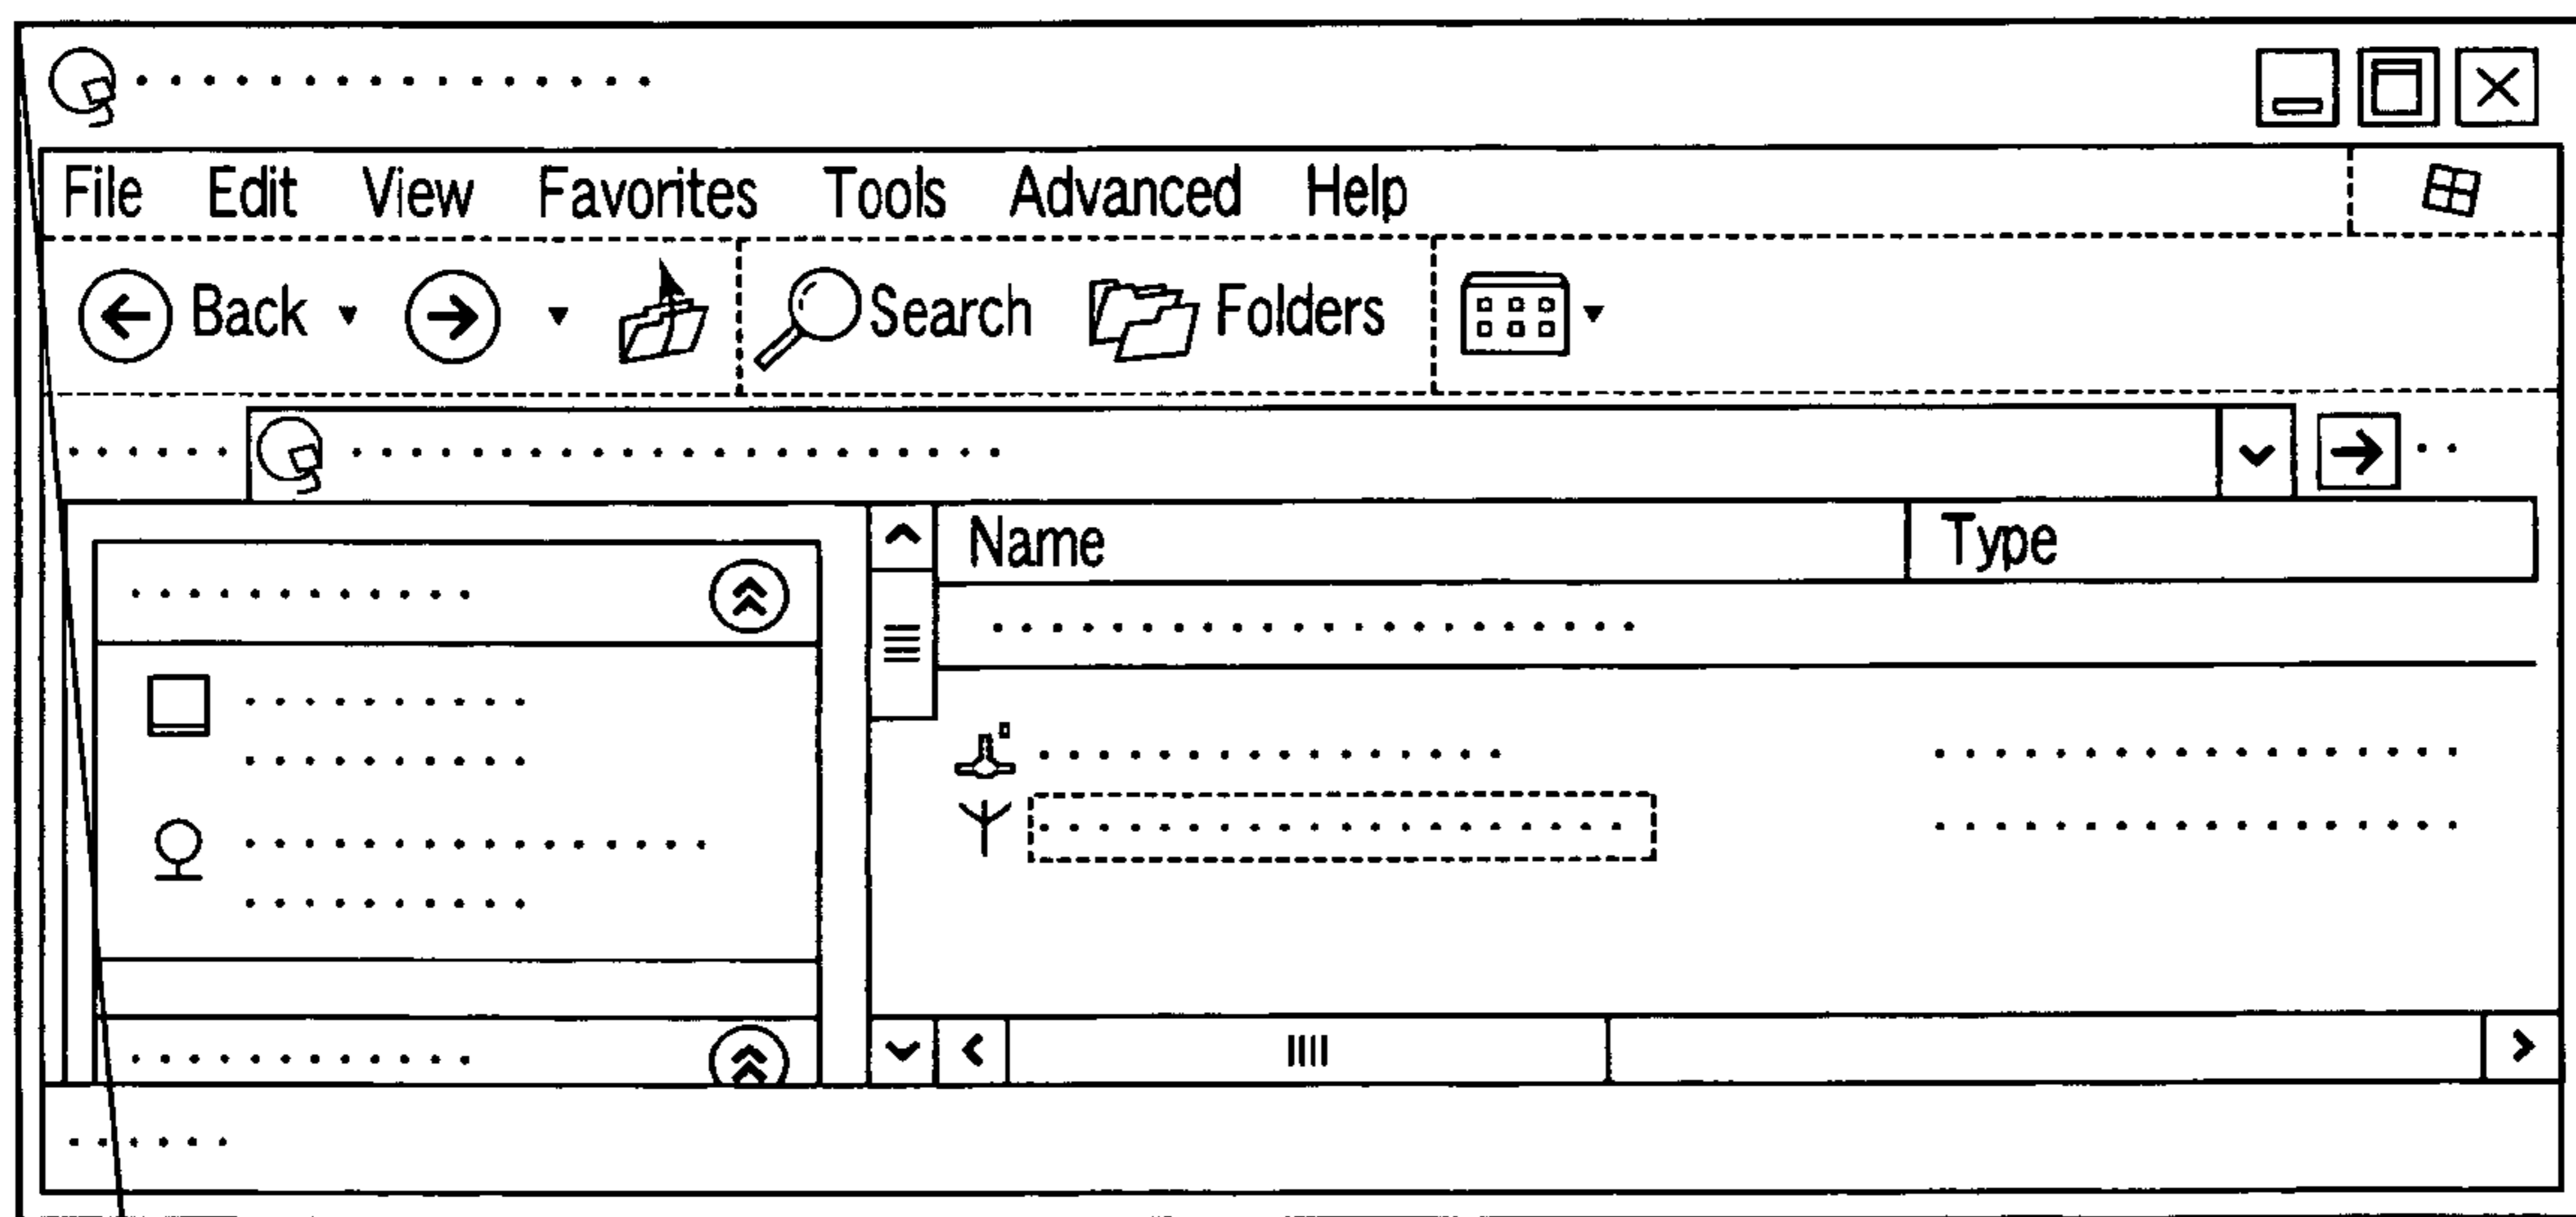 File Edit View Favorites Tools Advanced Help
Back Search Folders
Name Type